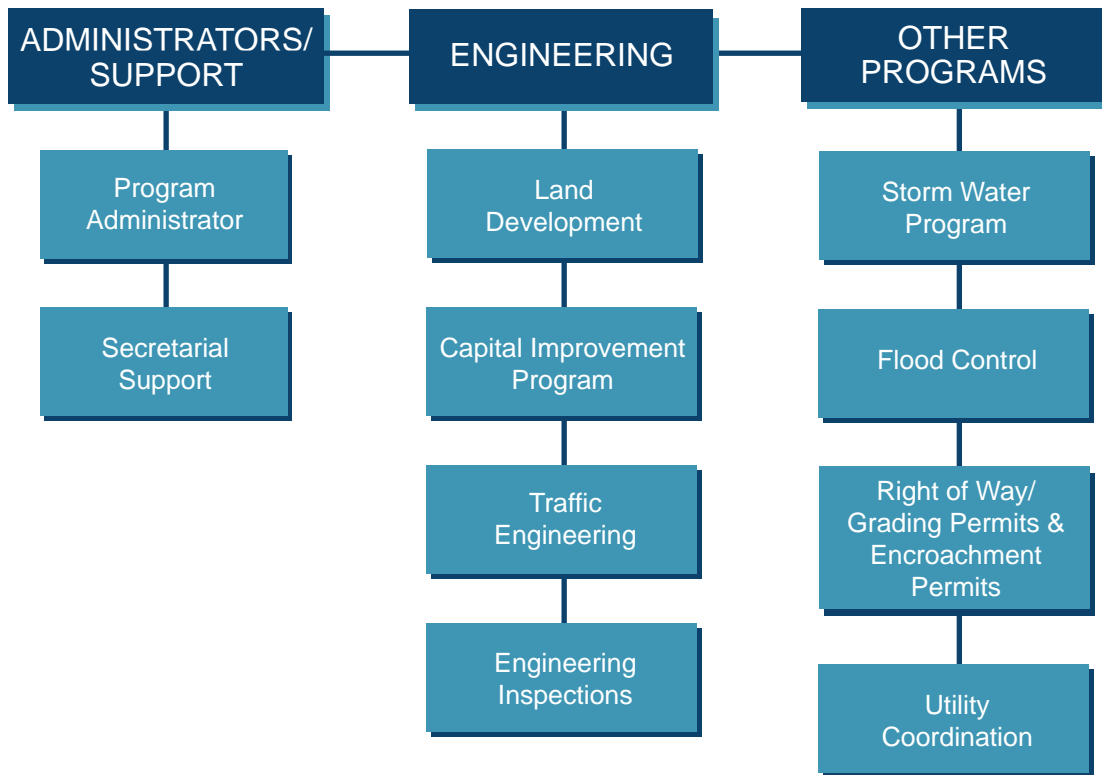 ADMINISTRATORS/
SUPPORT
Program
Administrator
Secretarial
Support
ENGINEERING
Land
Development
Capital Improvement
Program
Traffic
Engineering
Engineering
Inspections
OTHER
PROGRAMS
Storm Water
Program
Flood Control
Right of Way/
Grading Permits &
Encroachment
Permits
Utility
Coordination